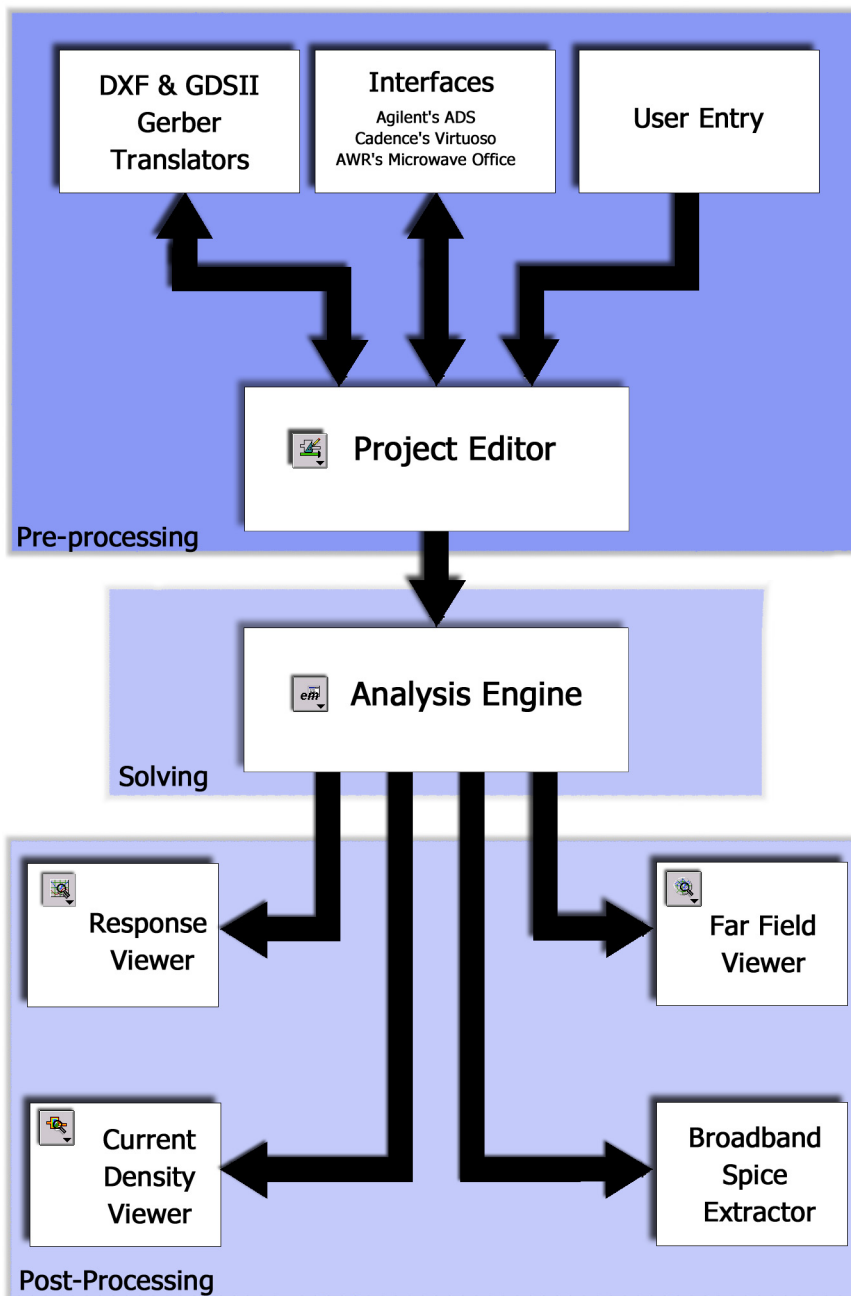 DXF & GDSII
Gerber
Translators
Interfaces
Agilent's ADS
Cadence's Virtuoso
AWR's Microwave Office
User Entry
Project Editor
Pre-processing
em
Analysis Engine
Solving
Response
Viewer
Far Field
Viewer
Current
Density
Viewer
Broadband
Spice
Extractor
Post-Processing